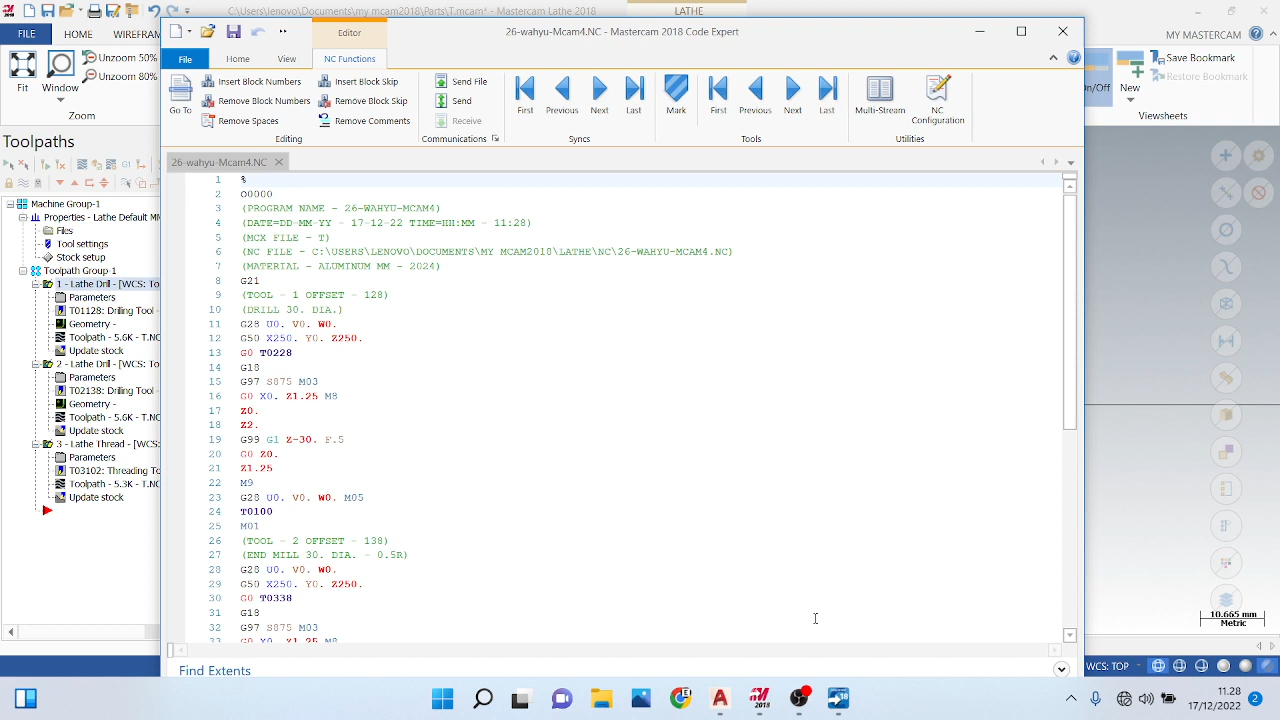 C:\Users\lenovo\Documents\my mcam2018\Parts\T.mcam* - Mastercam Lathe 2018
LATHE
FILE
HOME
WIREFRAM
MY MASTERCAM
Fit
Window
Unzoom 50%
Unzoom 80%
Zoom
On/Off
New
Save Bookmark
Restore Bookmark
Viewsheets
Editor
26-wahyu-Mcam4.NC - Mastercam 2018 Code Expert
File
Home
View
NC Functions
Go To
Insert Block Numbers
Remove Block Numbers
Remove Spaces
Insert Block Skip
Remove Block Skip
Remove Comments
Editing
Send File
Send
Receive
Communications
First
Previous
Next
Last
Syncs
Mark
First
Previous
Next
Last
Tools
Multi-Stream
NC Configuration
Utilities
26-wahyu-Mcam4.NC
Toolpaths
Machine Group-1
Properties - Lathe Default M
Files
Tool settings
Stock setup
Toolpath Group-1
1 - Lathe Drill - [WCS: To
Parameters
T01128: Drilling Tool
Geometry -
Toolpath - 5.6K - T.NC
Update stock
2 - Lathe Drill - [WCS: To
Parameters
T02138: Drilling Tool
Geometry -
Toolpath - 5.6K - T.NC
Update stock
3 - Lathe Thread - [WCS:
Parameters
T03102: Threading To
Toolpath - 5.3K - T.NC
Update stock
1 %
2 O0000
3 (PROGRAM NAME - 26-WAHYU-MCAM4)
4 (DATE=DD-MM-YY - 17-12-22 TIME=HH:MM - 11:28)
5 (MCX FILE - T)
6 (NC FILE - C:\USERS\LENOVO\DOCUMENTS\MY MCAM2018\LATHE\NC\26-WAHYU-MCAM4.NC)
7 (MATERIAL - ALUMINUM MM - 2024)
8 G21
9 (TOOL - 1 OFFSET - 128)
10 (DRILL 30. DIA.)
11 G28 U0. V0. W0.
12 G50 X250. Y0. Z250.
13 G0 T0228
14 G18
15 G97 S875 M03
16 G0 X0. Z1.25 M8
17 Z0.
18 Z2.
19 G99 G1 Z-30. F.5
20 G0 Z0.
21 Z1.25
22 M9
23 G28 U0. V0. W0. M05
24 T0100
25 M01
26 (TOOL - 2 OFFSET - 138)
27 (END MILL 30. DIA. - 0.5R)
28 G28 U0. V0. W0.
29 G50 X250. Y0. Z250.
30 G0 T0338
31 G18
32 G97 S875 M03
33 G0 X0. Z1.25 M8
Find Extents
10.665 mm
Metric
WCS: TOP
11.28
17/12/2022
2